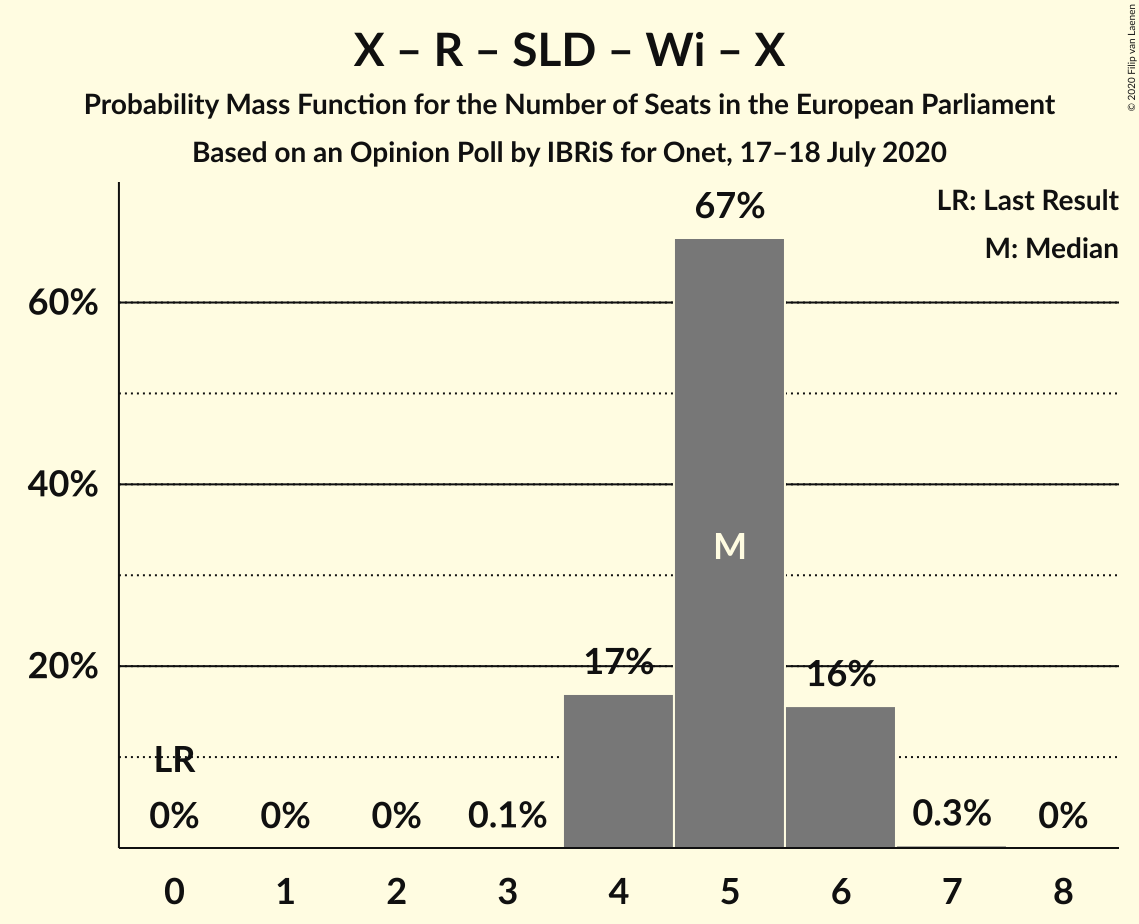 X – R – SLD – Wi – X
Probability Mass Function for the Number of Seats in the European Parliament
Based on an Opinion Poll by IBRiS for Onet, 17–18 July 2020
© 2020 Filip van Laenen
LR: Last Result
M: Median
67%
60%
40%
M
20%
17%
16%
LR
0%
0%
0%
0.1%
0.3%
0%
0 1 2 3 4 5 6 7 8